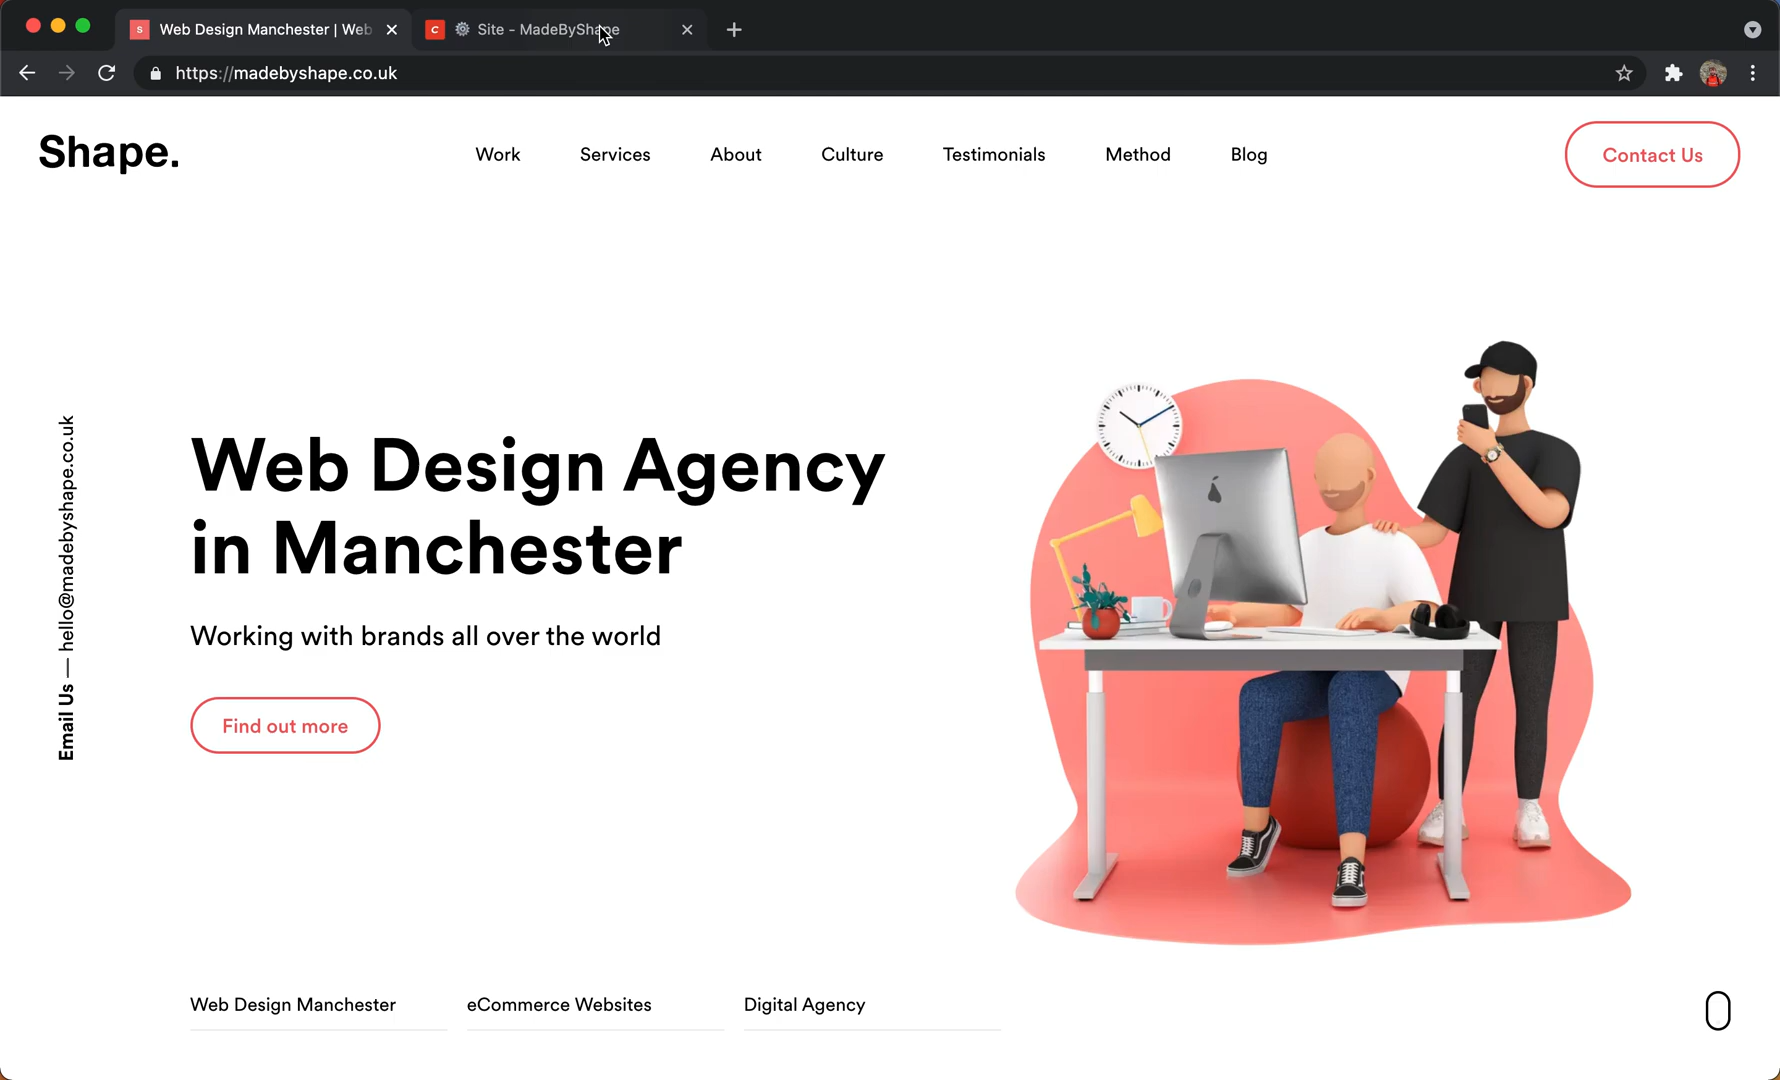 Web Design Manchester | Web
Site - MadeByShape
https://madebyshape.co.uk
Shape.
Work
Services
About
Culture
Testimonials
Method
Blog
Contact Us
Email Us — hello@madebyshape.co.uk
Web Design Agency
in Manchester
Working with brands all over the world
Find out more
Web Design Manchester
eCommerce Websites
Digital Agency